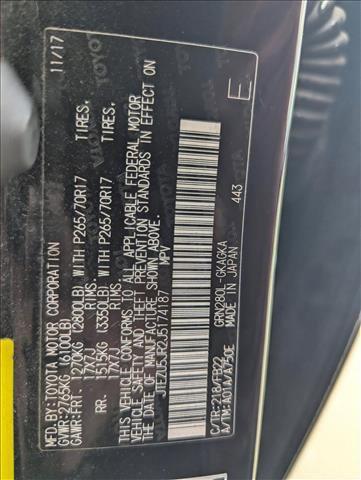 MFD.BY:TOYOTA MOTOR CORPORATION 11/17
GVWR:2765KG (6100LB)
GAWR:FRT. 1270KG (2800LB) WITH P265/70R17 TIRES.
17X7J RIMS.
RR. 1515KG (3350LB) WITH P265/70R17 TIRES.
17X7J RIMS.
THIS VEHICLE CONFORMS TO ALL APPLICABLE FEDERAL MOTOR
VEHICLE SAFETY AND THEFT PREVENTION STANDARDS IN EFFECT ON
THE DATE OF MANUFACTURE SHOWN ABOVE.
JTEZU5JR2J5174187 MPV
C/TR:218/FB22 GRN280L-GKAGKA
A/TM:A01A/A750E MADE IN JAPAN
443
E